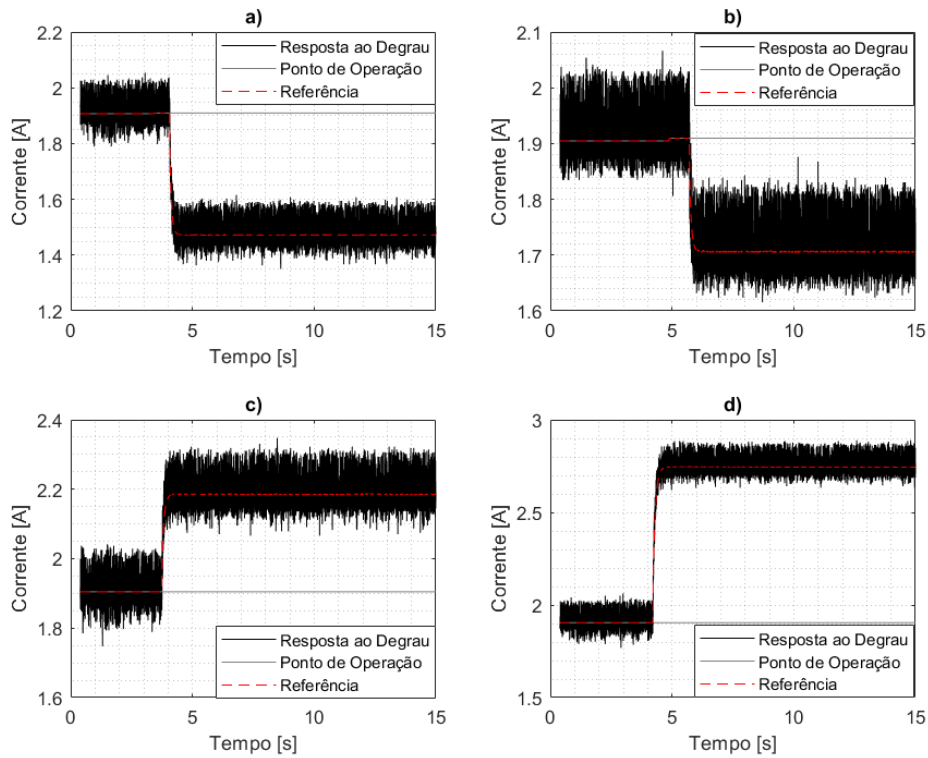 a)
2.2
2
1.8
1.6
1.4
1.2
0
5
10
15
Corrente [A]
Tempo [s]
Resposta ao Degrau
Ponto de Operação
Referência
b)
2.1
2
1.9
1.8
1.7
1.6
0
5
10
15
Corrente [A]
Tempo [s]
Resposta ao Degrau
Ponto de Operação
Referência
c)
2.4
2.2
2
1.8
1.6
0
5
10
15
Corrente [A]
Tempo [s]
Resposta ao Degrau
Ponto de Operação
Referência
d)
3
2.5
2
1.5
0
5
10
15
Corrente [A]
Tempo [s]
Resposta ao Degrau
Ponto de Operação
Referência